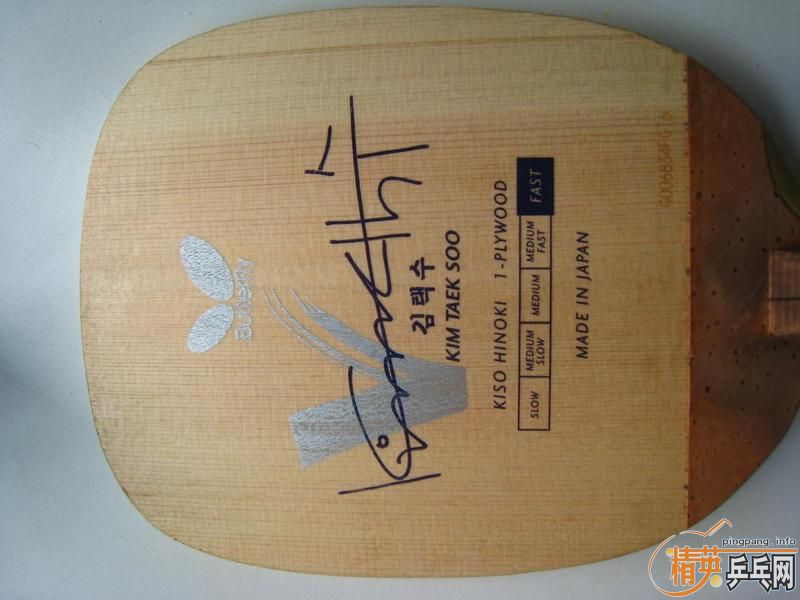 Butterfly
김택수
KIM TAEK SOO
KISO HINOKI 1-PLYWOOD
SLOW MEDIUM SLOW MEDIUM MEDIUM FAST FAST
MADE IN JAPAN
pingpang.info
精英乒乓网